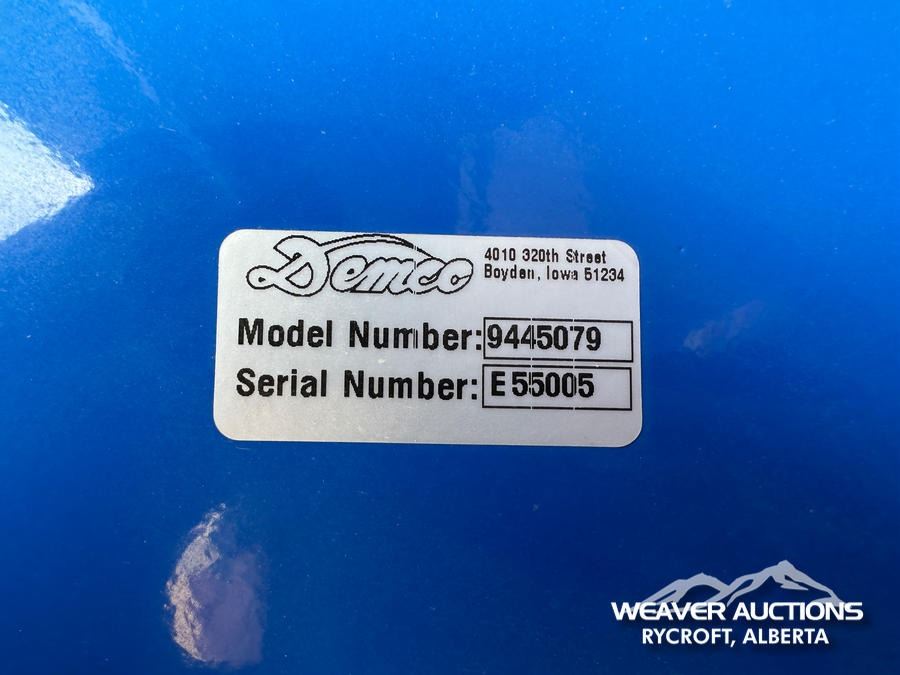 Demco
4010 320th Street
Boyden, Iowa 51234
Model Number: 9445079
Serial Number: E55005
WEAVER AUCTIONS
RYCROFT, ALBERTA